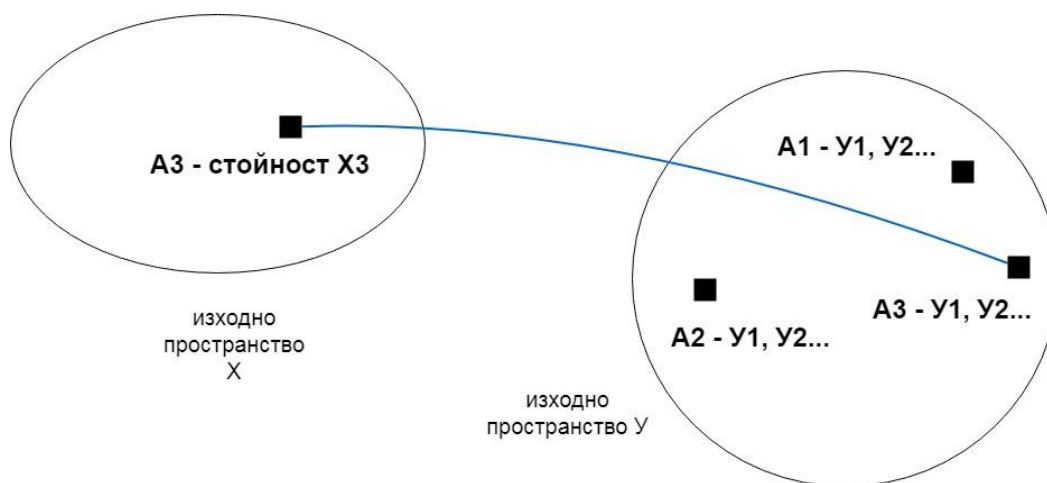 А3 - стойност Х3
изходно
пространство
Х
А1 - У1, У2...
А3 - У1, У2...
А2 - У1, У2...
изходно
пространство У